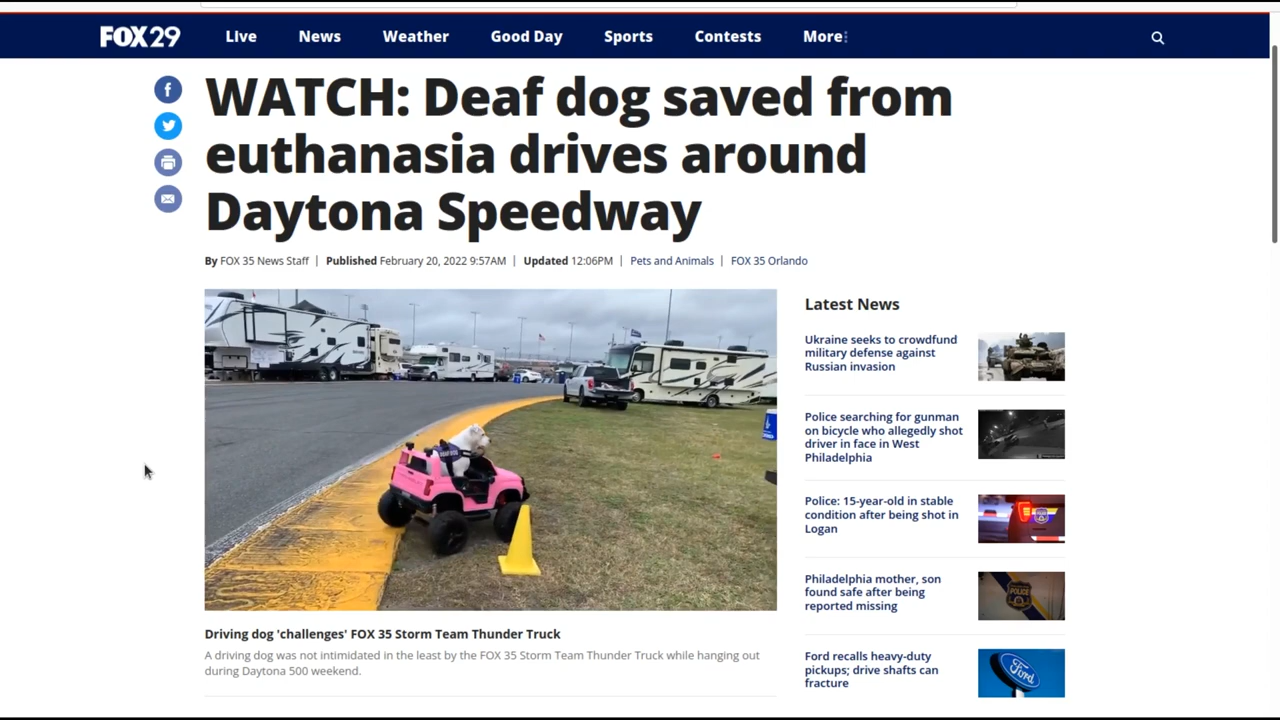 FOX 29
LIve
News
Weather
Good Day
Sports
Contests
More
WATCH: Deaf dog saved from
euthanasia drives around
Daytona Speedway
By FOX 35 News Staff | Published February 20, 2022 9:57AM | Updated 12:06PM | Pets and Animals | FOX 35 Orlando
DEAF DOG
Driving dog 'challenges' FOX 35 Storm Team Thunder Truck
A driving dog was not intimidated in the least by the FOX 35 Storm Team Thunder Truck while hanging out
during Daytona 500 weekend.
Latest News
Ukraine seeks to crowdfund
military defense against
Russian invasion
Police searching for gunman
on bicycle who allegedly shot
driver in face in West
Philadelphia
Police: 15-year-old in stable
condition after being shot in
Logan
Philadelphia mother, son
found safe after being
reported missing
POLICE
Ford recalls heavy-duty
pickups; drive shafts can
fracture
Ford